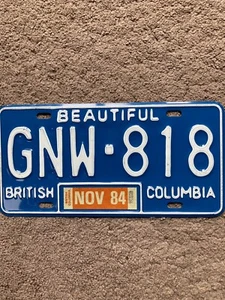 BEAUTIFUL
GNW-818
BRITISH NOV 84 COLUMBIA